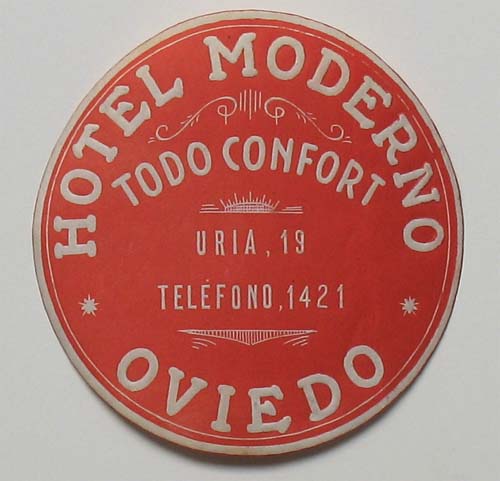 HOTEL MODERNO
TODO CONFORT
URIA, 19
TELÉFONO, 1421
OVIEDO